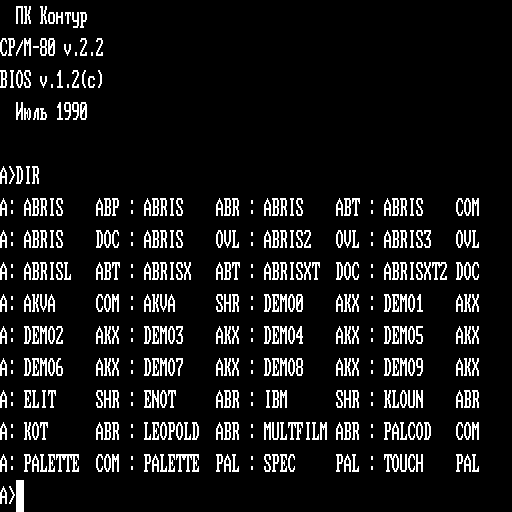 ПК Контур
CP/M-80 v.2.2
BIOS v.1.2(c)
Июль 1990
A>DIR
A: ABRIS    ABP : ABRIS    ABR : ABRIS    ABT : ABRIS    COM
A: ABRIS    DOC : ABRIS    OVL : ABRIS2   OVL : ABRIS3   OVL
A: ABRISL   ABT : ABRISX   ABT : ABRISXT  DOC : ABRISXT2 DOC
A: AKVA     COM : AKVA     SHR : DEMO0    AKX : DEMO1    AKX
A: DEMO2    AKX : DEMO3    AKX : DEMO4    AKX : DEMO5    AKX
A: DEMO6    AKX : DEMO7    AKX : DEMO8    AKX : DEMO9    AKX
A: ELIT     SHR : ENOT     ABR : IBM      SHR : KLOUN    ABR
A: KOT      ABR : LEOPOLD  ABR : MULTFILM ABR : PALCOD   COM
A: PALETTE  COM : PALETTE  PAL : SPEC     PAL : TOUCH    PAL
A>